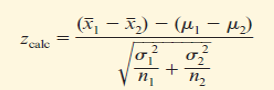 z_calc = ((x̄₁ − x̄₂) − (μ₁ − μ₂)) / √(σ₁²/n₁ + σ₂²/n₂)